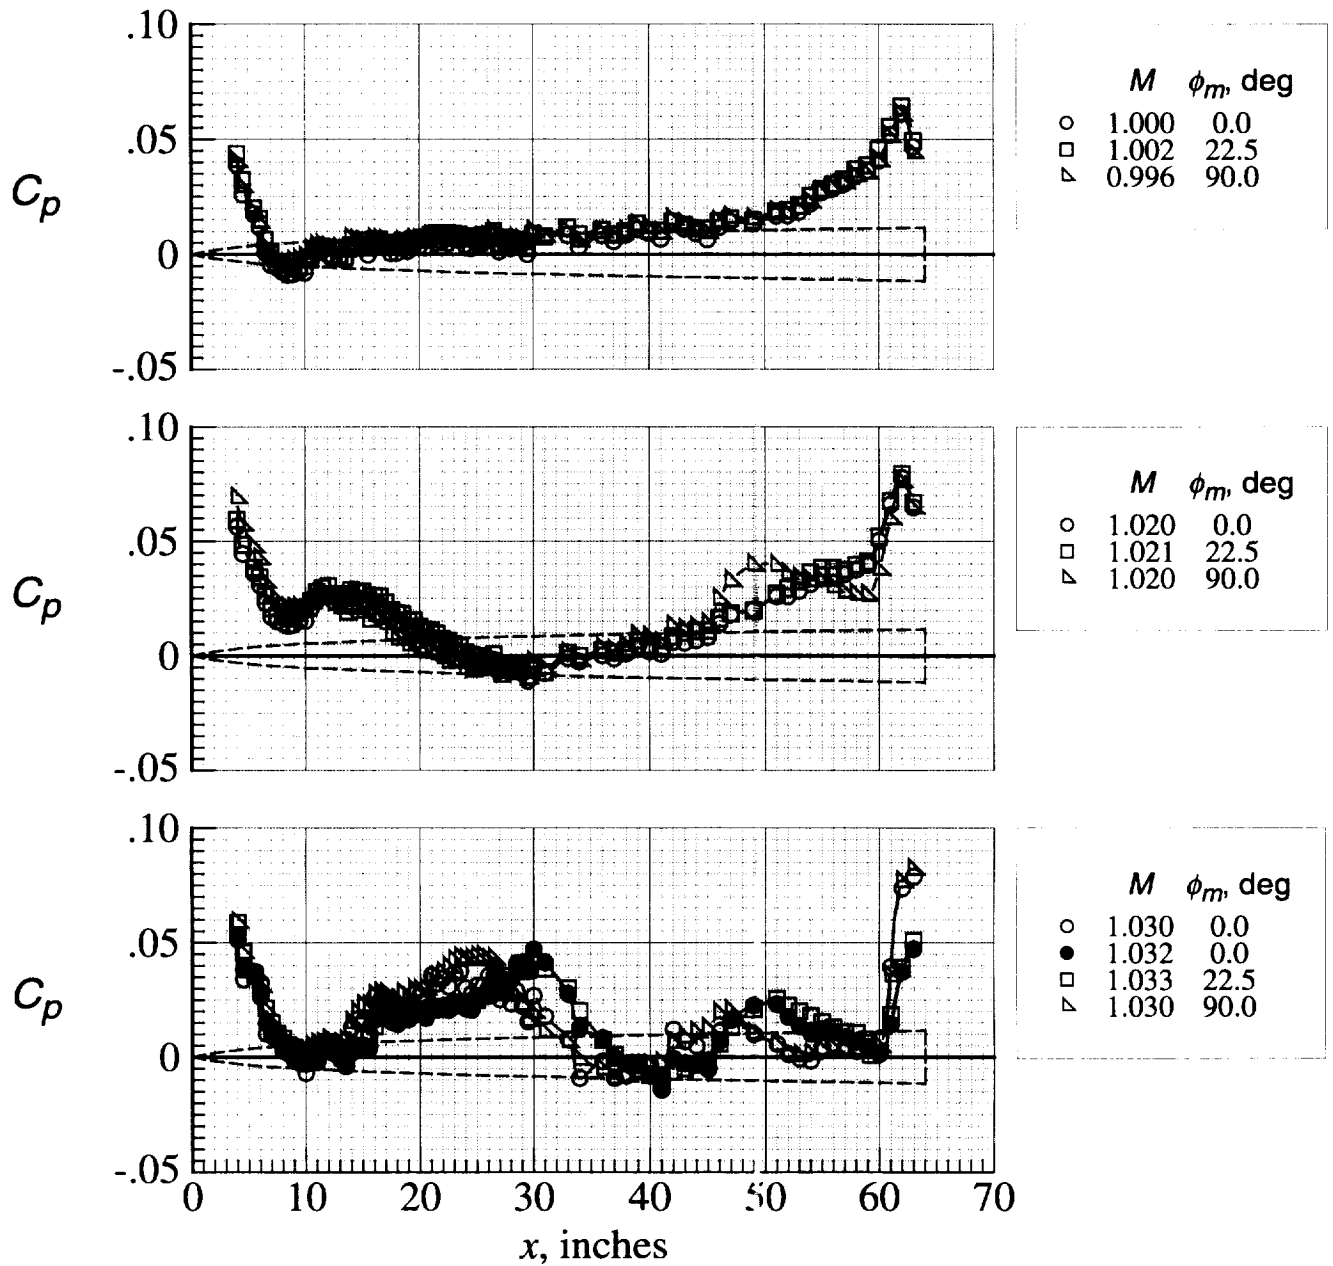 .10
.05
0
-.05
C_p
M ϕ_m, deg
○ 1.000 0.0
□ 1.002 22.5
◺ 0.996 90.0
.10
.05
0
-.05
C_p
M ϕ_m, deg
○ 1.020 0.0
□ 1.021 22.5
◺ 1.020 90.0
.10
.05
0
-.05
C_p
M ϕ_m, deg
○ 1.030 0.0
● 1.032 0.0
□ 1.033 22.5
◺ 1.030 90.0
0 10 20 30 40 50 60 70
x, inches